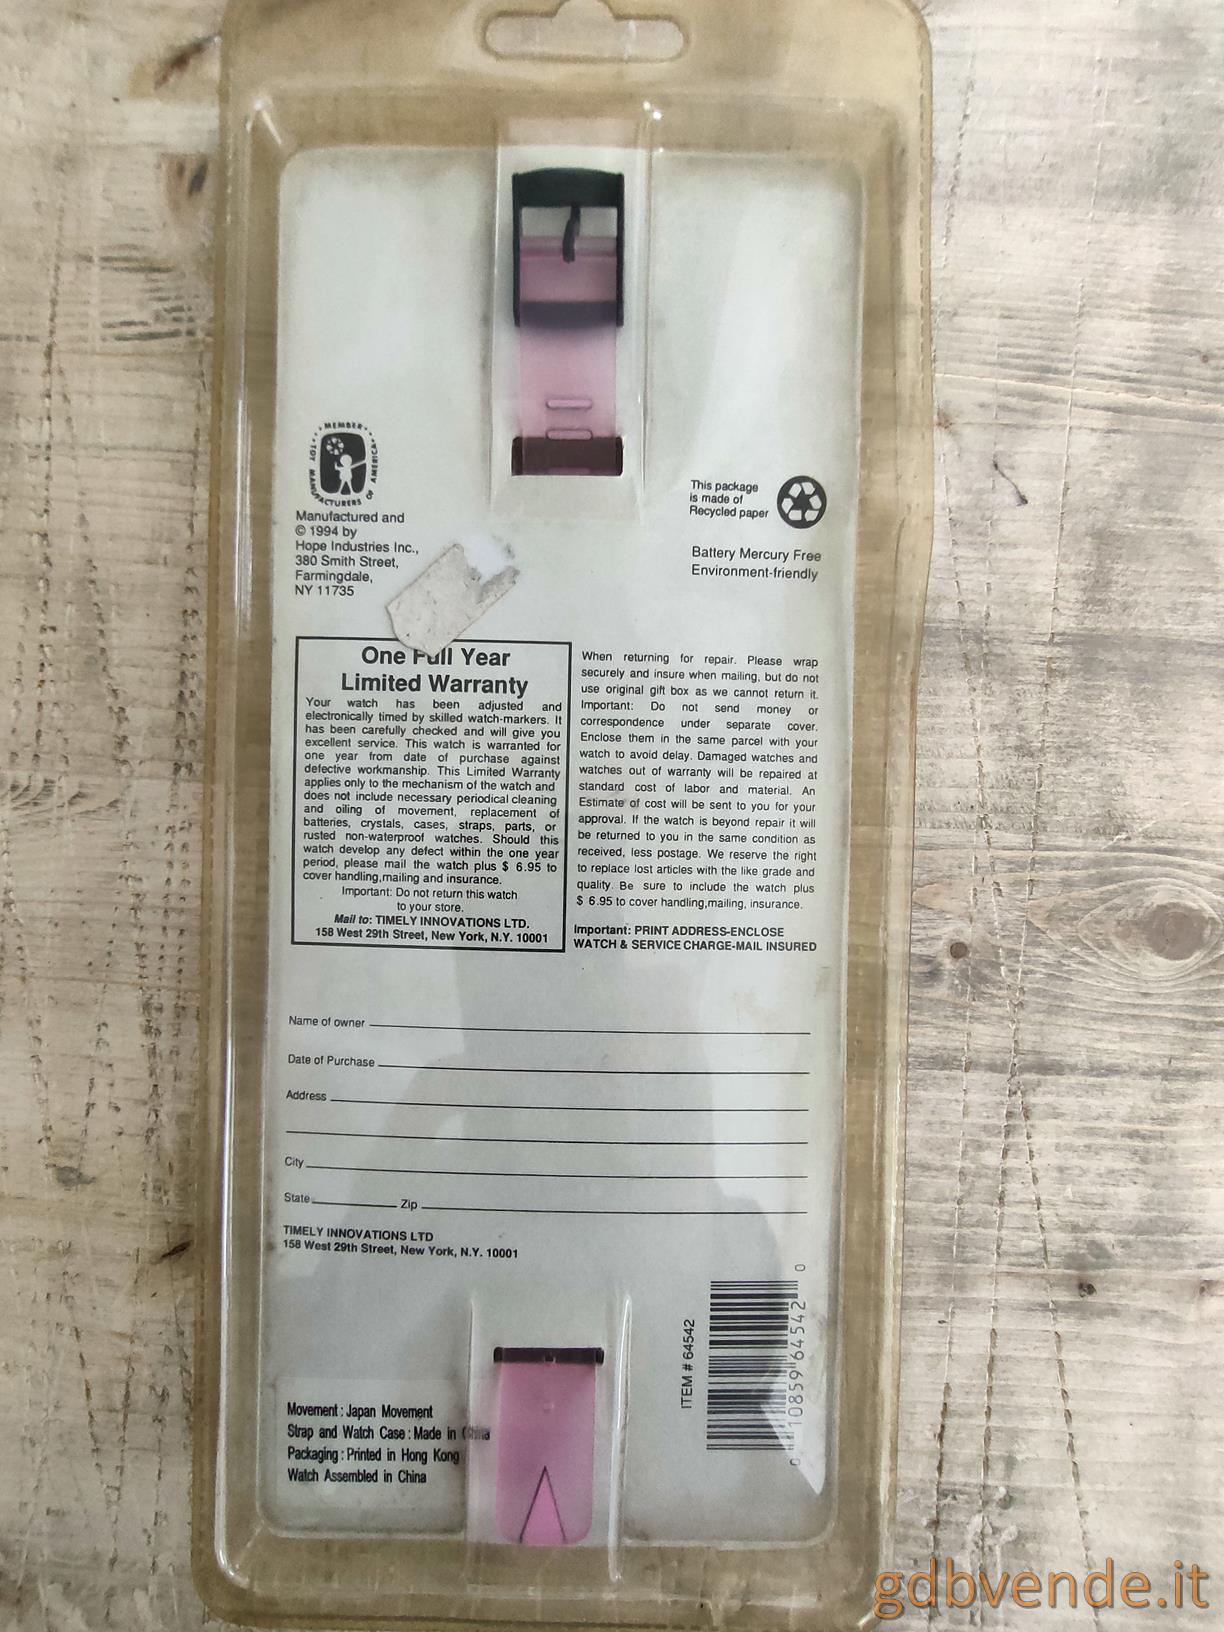 MEMBER
TOY MANUFACTURERS OF AMERICA
Manufactured and
© 1994 by
Hope Industries Inc.,
380 Smith Street,
Farmingdale,
NY 11735
This package
is made of
Recycled paper
Battery Mercury Free
Environment-friendly
One Full Year
Limited Warranty
Your watch has been adjusted and
electronically timed by skilled watch-markers. It
has been carefully checked and will give you
excellent service. This watch is warranted for
one year from date of purchase against
defective workmanship. This Limited Warranty
applies only to the mechanism of the watch and
does not include necessary periodical cleaning
and oiling of movement, replacement of
batteries, crystals, cases, straps, parts, or
rusted non-waterproof watches. Should this
watch develop any defect within the one year
period, please mail the watch plus $ 6.95 to
cover handling,mailing and insurance.
Important: Do not return this watch
to your store.
Mail to: TIMELY INNOVATIONS LTD.
158 West 29th Street, New York, N.Y. 10001
When returning for repair. Please wrap
securely and insure when mailing, but do not
use original gift box as we cannot return it.
Important: Do not send money or
correspondence under separate cover.
Enclose them in the same parcel with your
watch to avoid delay. Damaged watches and
watches out of warranty will be repaired at
standard cost of labor and material. An
Estimate of cost will be sent to you for your
approval. If the watch is beyond repair it will
be returned to you in the same condition as
received, less postage. We reserve the right
to replace lost articles with the like grade and
quality. Be sure to include the watch plus
$ 6.95 to cover handling,mailing, insurance.
Important: PRINT ADDRESS-ENCLOSE
WATCH & SERVICE CHARGE-MAIL INSURED
Name of owner
Date of Purchase
Address
City
State Zip
TIMELY INNOVATIONS LTD
158 West 29th Street, New York, N.Y. 10001
ITEM # 64542
0 10859 64542 0
Movement : Japan Movement
Strap and Watch Case : Made in China
Packaging : Printed in Hong Kong
Watch Assembled in China
gdbvende.it